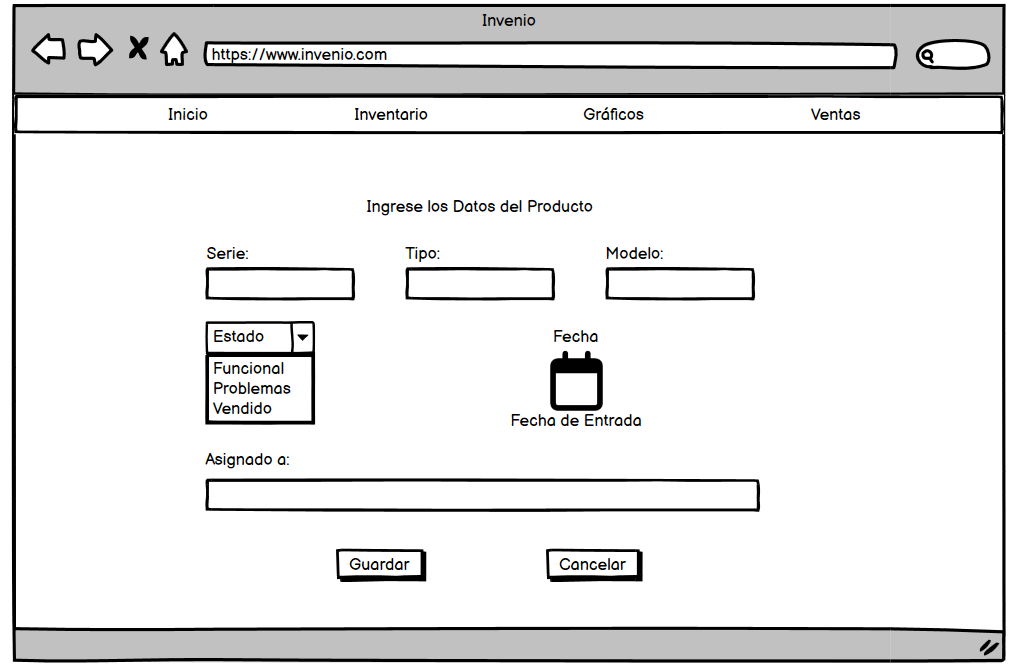 Invenio
https://www.invenio.com
Inicio Inventario Gráficos Ventas
Ingrese los Datos del Producto
Serie: Tipo: Modelo:
Estado
Funcional
Problemas
Vendido
Fecha
Fecha de Entrada
Asignado a:
Guardar Cancelar